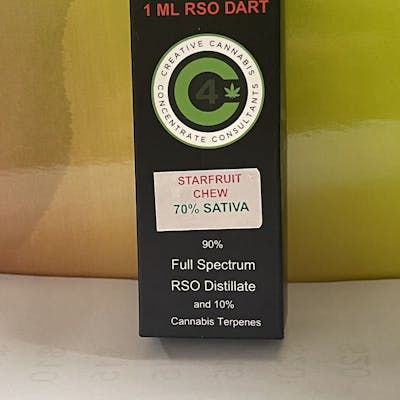 1 ML RSO DART
CREATIVE CANNABIS
CONCENTRATE CONSULTANTS
C4
STARFRUIT
CHEW
70% SATIVA
90%
Full Spectrum
RSO Distillate
and 10%
Cannabis Terpenes